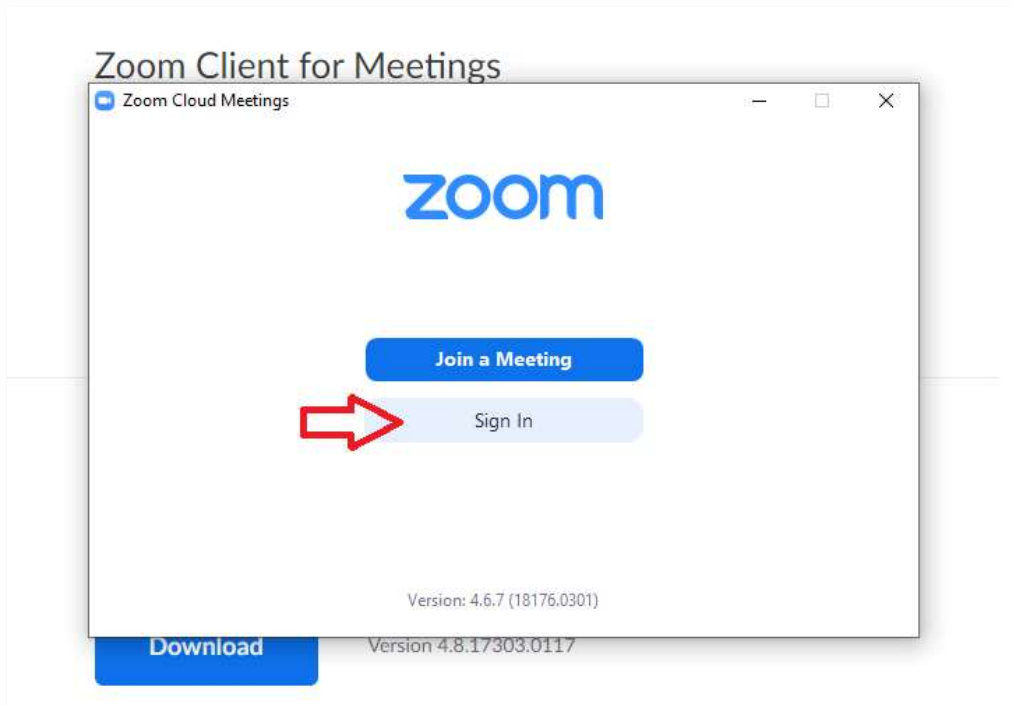 Zoom Client for Meetings
Zoom Cloud Meetings
zoom
Join a Meeting
Sign In
Version: 4.6.7 (18176.0301)
Download
Version 4.8.17303.0117